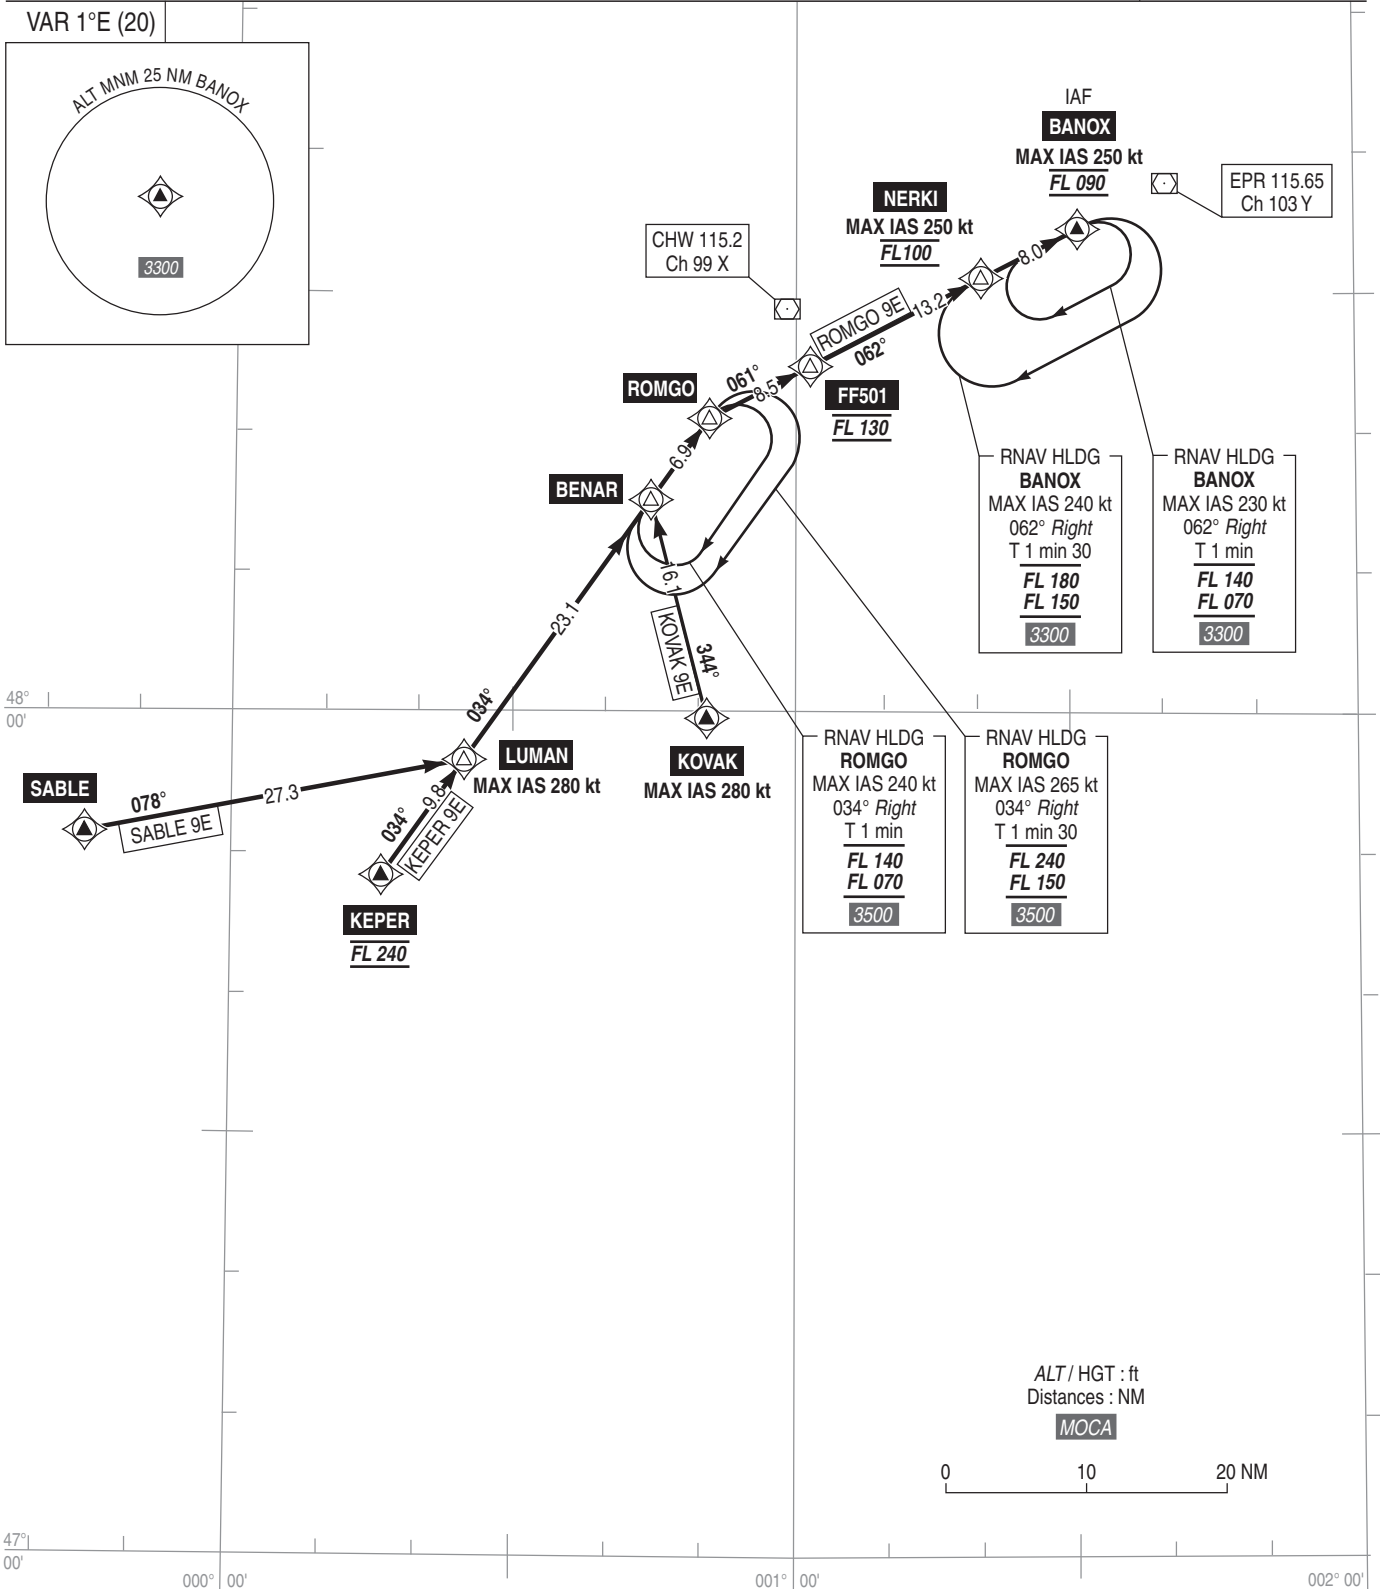 VAR 1°E (20)
ALT MNM 25 NM BANOX
3300
IAF
BANOX
MAX IAS 250 kt
FL 090
EPR 115.65
Ch 103 Y
NERKI
MAX IAS 250 kt
FL100
CHW 115.2
Ch 99 X
8.0
13.2
ROMGO 9E
062°
ROMGO
061°
8.5
FF501
FL 130
6.9
BENAR
RNAV HLDG
BANOX
MAX IAS 240 kt
062° Right
T 1 min 30
FL 180
FL 150
3300
RNAV HLDG
BANOX
MAX IAS 230 kt
062° Right
T 1 min
FL 140
FL 070
3300
16.1
23.1
KOVAK 9E
344°
48°
00'
034°
LUMAN
MAX IAS 280 kt
KOVAK
MAX IAS 280 kt
SABLE
078°
27.3
SABLE 9E
034°
9.8
KEPER 9E
KEPER
FL 240
RNAV HLDG
ROMGO
MAX IAS 240 kt
034° Right
T 1 min
FL 140
FL 070
3500
RNAV HLDG
ROMGO
MAX IAS 265 kt
034° Right
T 1 min 30
FL 240
FL 150
3500
ALT / HGT : ft
Distances : NM
MOCA
0 10 20 NM
47°
00'
000° 00'
001° 00'
002° 00'